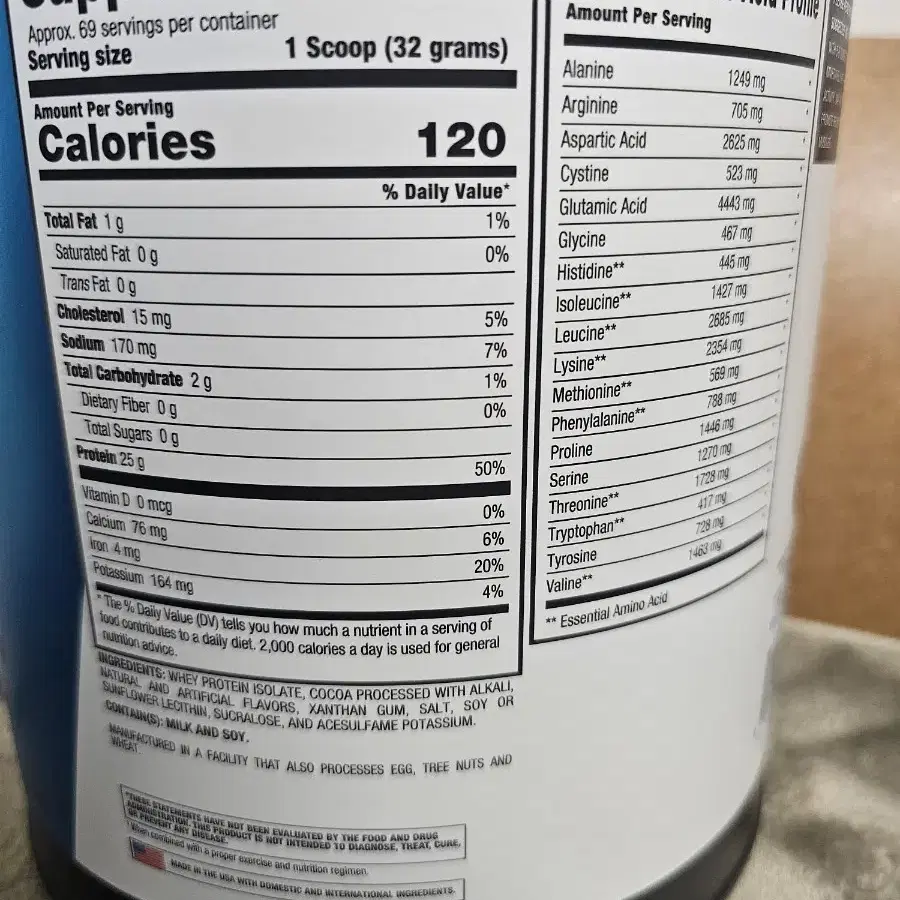 Approx. 69 servings per container
Serving size 1 Scoop (32 grams)
Amount Per Serving
Calories 120
% Daily Value*
Total Fat 1 g 1%
Saturated Fat 0 g 0%
Trans Fat 0 g
Cholesterol 15 mg 5%
Sodium 170 mg 7%
Total Carbohydrate 2 g 1%
Dietary Fiber 0 g 0%
Total Sugars 0 g
Protein 25 g 50%
Vitamin D 0 mcg 0%
Calcium 76 mg 6%
Iron 4 mg 20%
Potassium 164 mg 4%
* The % Daily Value (DV) tells you how much a nutrient in a serving of
food contributes to a daily diet. 2,000 calories a day is used for general
nutrition advice.
INGREDIENTS: WHEY PROTEIN ISOLATE, COCOA PROCESSED WITH ALKALI,
NATURAL AND ARTIFICIAL FLAVORS, XANTHAN GUM, SALT, SOY OR
SUNFLOWER LECITHIN, SUCRALOSE, AND ACESULFAME POTASSIUM.
CONTAIN(S): MILK AND SOY.
MANUFACTURED IN A FACILITY THAT ALSO PROCESSES EGG, TREE NUTS AND
WHEAT
*THESE STATEMENTS HAVE NOT BEEN EVALUATED BY THE FOOD AND DRUG
ADMINISTRATION. THIS PRODUCT IS NOT INTENDED TO DIAGNOSE, TREAT, CURE,
OR PREVENT ANY DISEASE.
When combined with a proper exercise and nutrition regimen.
MADE IN THE USA WITH DOMESTIC AND INTERNATIONAL INGREDIENTS.
Profile
Amount Per Serving
Alanine 1249 mg
Arginine 705 mg
Aspartic Acid 2625 mg
Cystine 523 mg
Glutamic Acid 4443 mg
Glycine 467 mg
Histidine** 445 mg
Isoleucine** 1427 mg
Leucine** 2685 mg
Lysine** 2354 mg
Methionine** 569 mg
Phenylalanine** 788 mg
Proline 1446 mg
Serine 1270 mg
Threonine** 1728 mg
Tryptophan** 417 mg
Tyrosine 728 mg
Valine** 1463 mg
** Essential Amino Acid